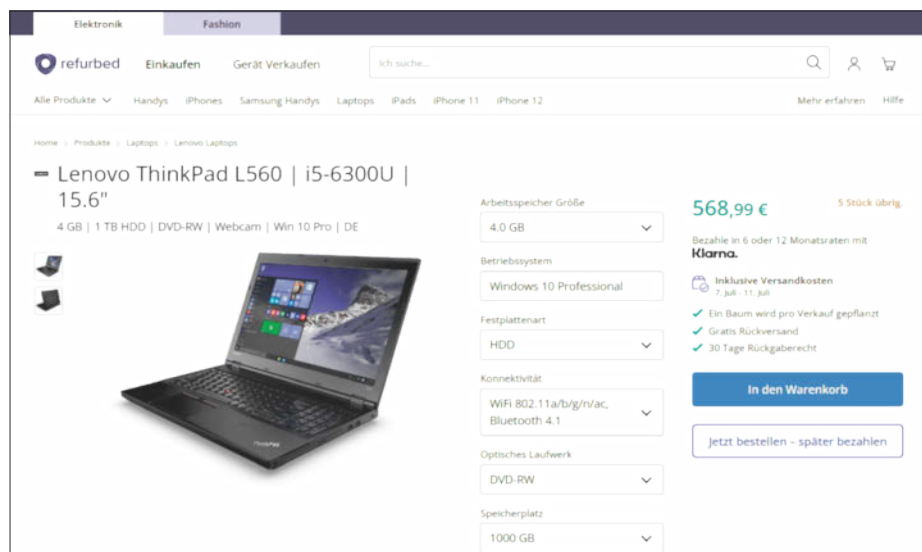 Elektronik
Fashion
refurbed
Einkaufen
Gerät Verkaufen
Ich suche...
Alle Produkte
Handys
iPhones
Samsung Handys
Laptops
iPads
iPhone 11
iPhone 12
Mehr erfahren
Hilfe
Home > Produkte > Laptops > Lenovo Laptops
Lenovo ThinkPad L560 | i5-6300U |
15.6"
4 GB | 1 TB HDD | DVD-RW | Webcam | Win 10 Pro | DE
ThinkPad
Arbeitsspeicher Größe
4.0 GB
Betriebssystem
Windows 10 Professional
Festplattenart
HDD
Konnektivität
WiFi 802.11a/b/g/n/ac,
Bluetooth 4.1
Optisches Laufwerk
DVD-RW
Speicherplatz
1000 GB
568,99 €
5 Stück übrig.
Bezahle in 6 oder 12 Monatsraten mit
Klarna.
Inklusive Versandkosten
7. Juli - 11. Juli
Ein Baum wird pro Verkauf gepflanzt
Gratis Rückversand
30 Tage Rückgaberecht
In den Warenkorb
Jetzt bestellen – später bezahlen